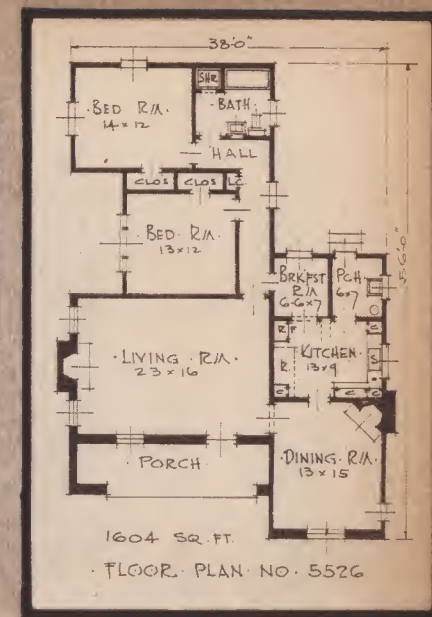 38'-0"
SHR
·BED R/M·
14 × 12
BATH·
HALL
CLOS
CLOS
L.C.
·BED R/M·
13 × 12
56'-0"
BRKFST
R/M
6-6 × 7
PCH
6 × 7
R
F
C
·LIVING·R/M·
23 × 16
R
·KITCHEN·
13 × 9
S
C
C
C
PORCH·
·DINING·R/M·
13 × 15
1604 SQ. FT.
·FLOOR·PLAN·NO·5526